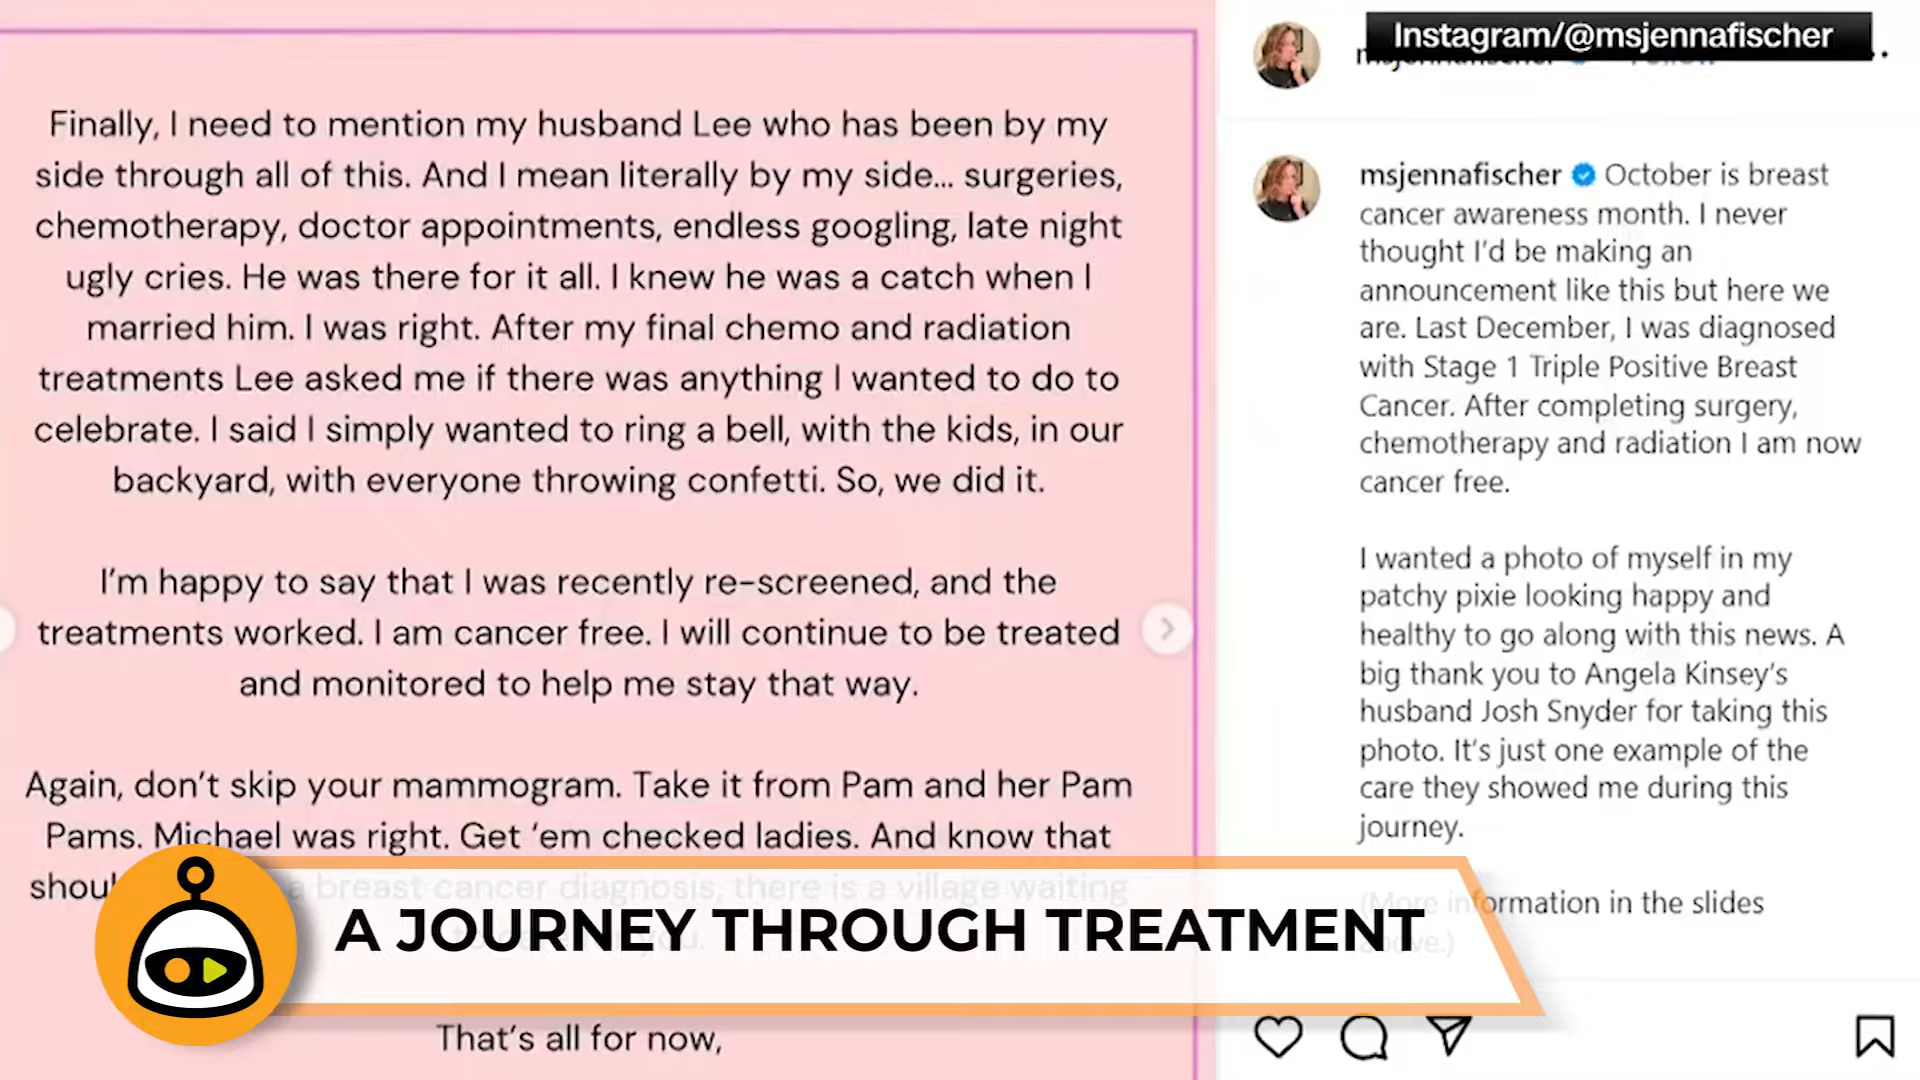 Finally, I need to mention my husband Lee who has been by my
side through all of this. And I mean literally by my side... surgeries,
chemotherapy, doctor appointments, endless googling, late night
ugly cries. He was there for it all. I knew he was a catch when I
married him. I was right. After my final chemo and radiation
treatments Lee asked me if there was anything I wanted to do to
celebrate. I said I simply wanted to ring a bell, with the kids, in our
backyard, with everyone throwing confetti. So, we did it.
I'm happy to say that I was recently re-screened, and the
treatments worked. I am cancer free. I will continue to be treated
and monitored to help me stay that way.
Again, don't skip your mammogram. Take it from Pam and her Pam
Pams. Michael was right. Get 'em checked ladies. And know that
a breast cancer diagnosis, there is a village waiting
you.
That's all for now,
Instagram/@msjennafischer
msjennafischer
msjennafischer October is breast
cancer awareness month. I never
thought I'd be making an
announcement like this but here we
are. Last December, I was diagnosed
with Stage 1 Triple Positive Breast
Cancer. After completing surgery,
chemotherapy and radiation I am now
cancer free.
I wanted a photo of myself in my
patchy pixie looking happy and
healthy to go along with this news. A
big thank you to Angela Kinsey's
husband Josh Snyder for taking this
photo. It's just one example of the
care they showed me during this
journey.
(More information in the slides
above.)
A JOURNEY THROUGH TREATMENT